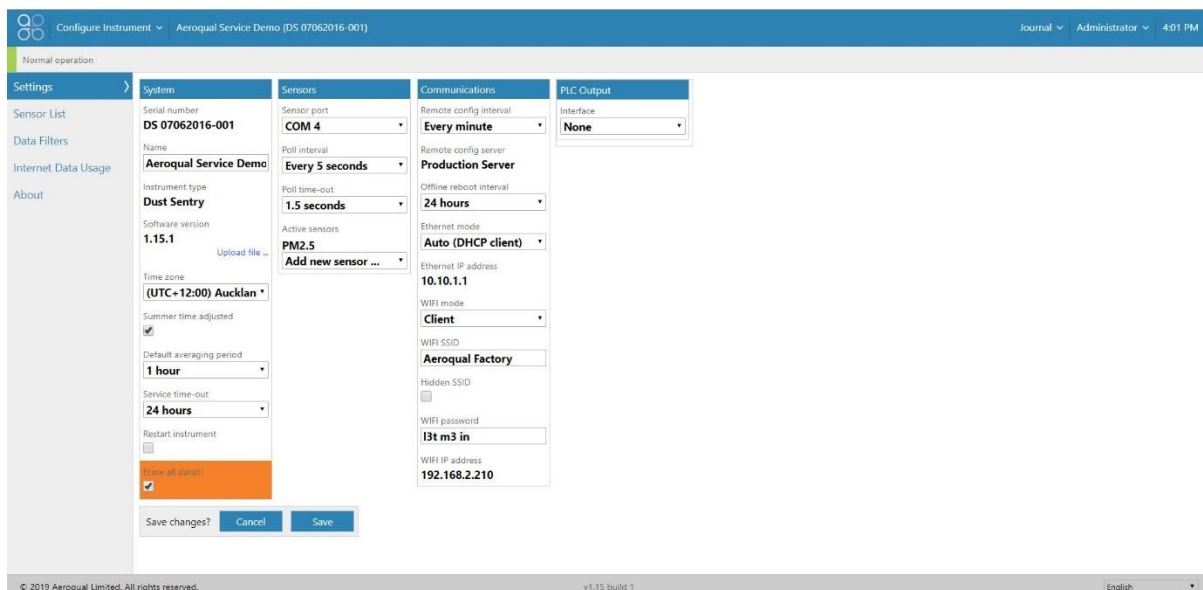 Configure Instrument Aeroqual Service Demo (DS 07062016-001) Journal Administrator 4:01 PM
Normal operation
Settings
Sensor List
Data Filters
Internet Data Usage
About
System
Serial number
DS 07062016-001
Name
Aeroqual Service Demo
Instrument type
Dust Sentry
Software version
1.15.1
Upload file ...
Time zone
(UTC+12:00) Aucklan
Summer time adjusted
Default averaging period
1 hour
Service time-out
24 hours
Restart instrument
Erase all data!!!
Save changes? Cancel Save
Sensors
Sensor port
COM 4
Poll interval
Every 5 seconds
Poll time-out
1.5 seconds
Active sensors
PM2.5
Add new sensor ...
Communications
Remote config interval
Every minute
Remote config server
Production Server
Offline reboot interval
24 hours
Ethernet mode
Auto (DHCP client)
Ethernet IP address
10.10.1.1
WIFI mode
Client
WIFI SSID
Aeroqual Factory
Hidden SSID
WIFI password
l3t m3 in
WIFI IP address
192.168.2.210
PLC Output
Interface
None
© 2019 Aeroqual Limited. All rights reserved. v1.15 build 1 English